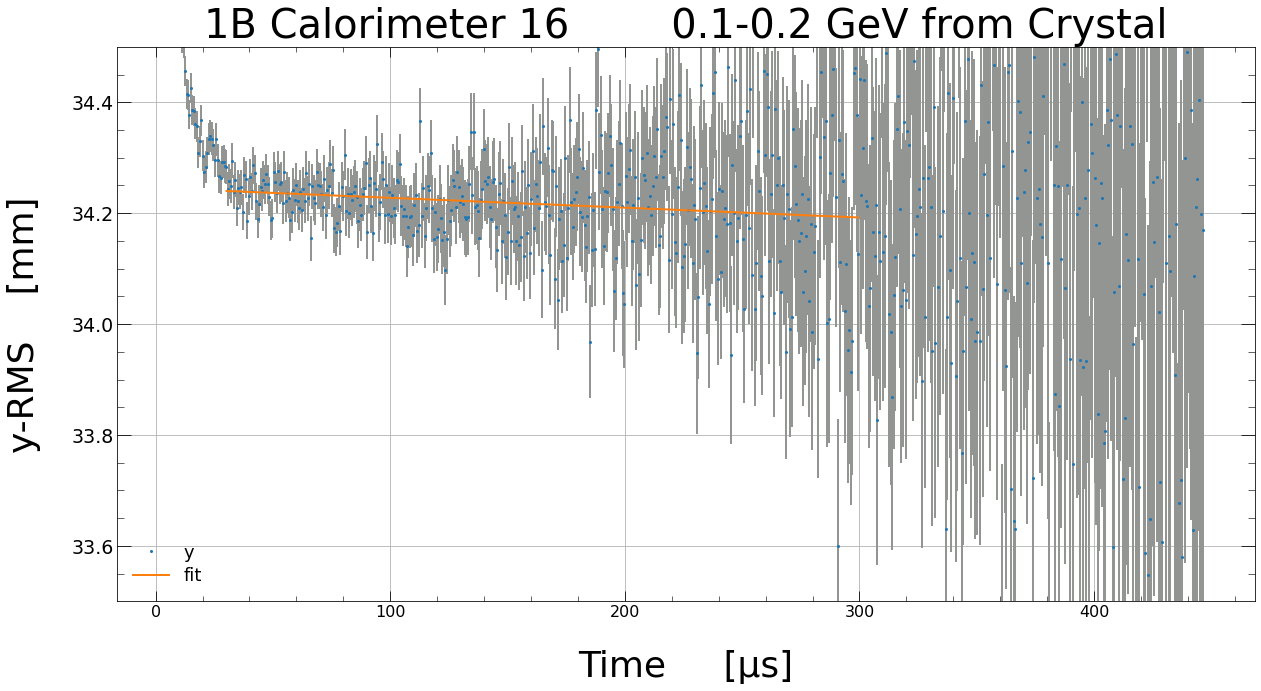 1B Calorimeter 16 0.1-0.2 GeV from Crystal
y-RMS [mm]
34.4
34.2
34.0
33.8
33.6
y
fit
0 100 200 300 400
Time [μs]